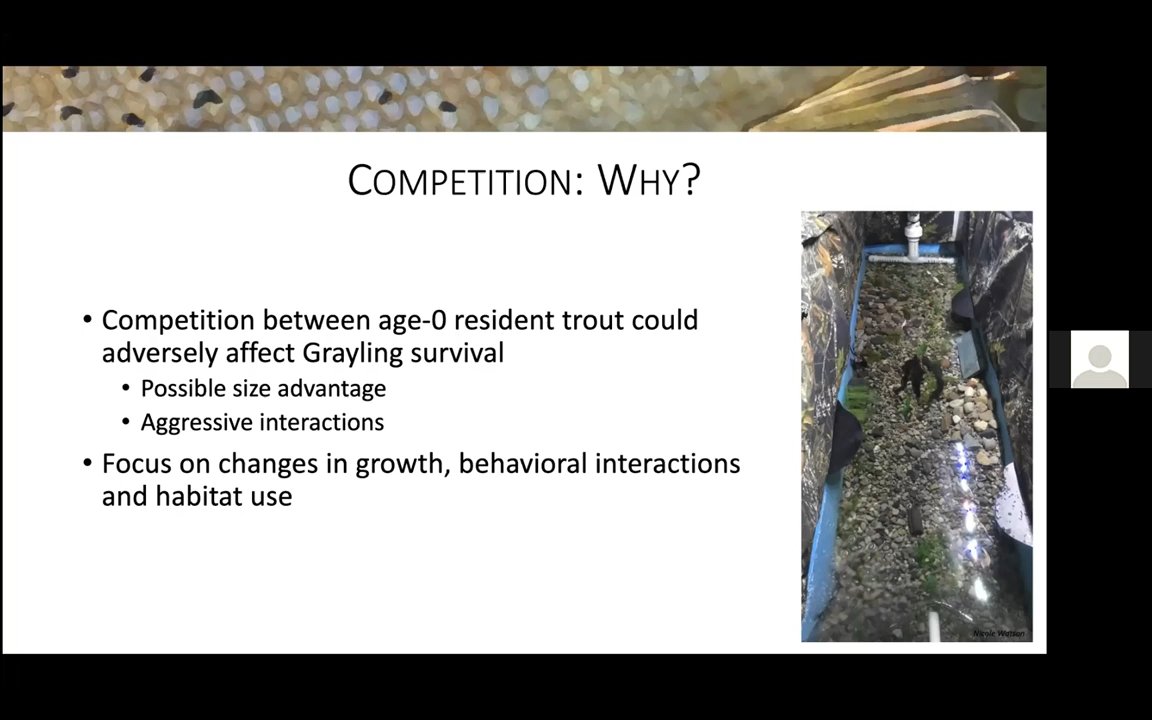 COMPETITION: WHY?
• Competition between age-0 resident trout could
adversely affect Grayling survival
• Possible size advantage
• Aggressive interactions
• Focus on changes in growth, behavioral interactions
and habitat use
Nicole Watson